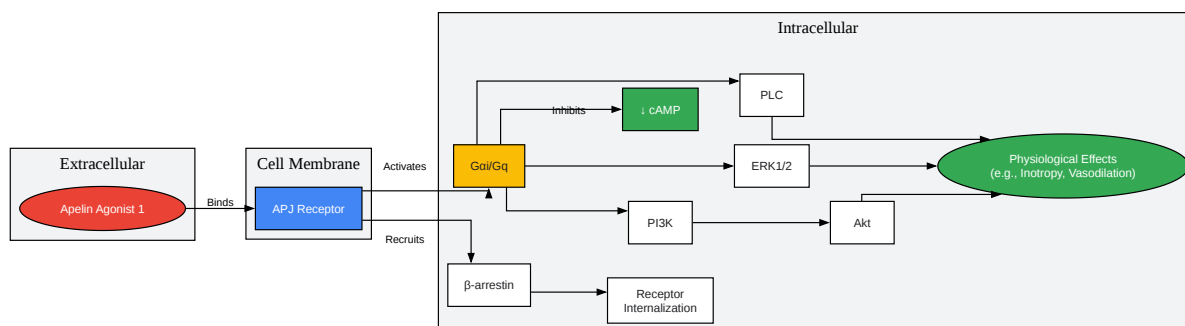 Intracellular
PLC
Inhibits
↓ cAMP
Extracellular
Cell Membrane
Activates
Gαi/Gq
ERK1/2
Physiological Effects
(e.g., Inotropy, Vasodilation)
Apelin Agonist 1
Binds
APJ Receptor
Recruits
PI3K
Akt
β-arrestin
Receptor
Internalization